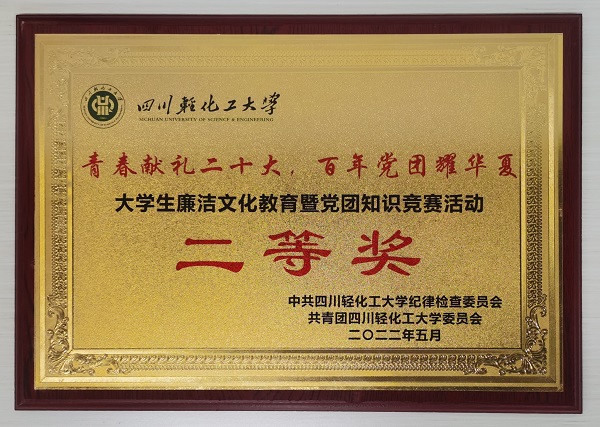 四川轻化工大学
SICHUAN UNIVERSITY OF SCIENCE & ENGINEERING
青春献礼二十大，百年党团耀华夏
大学生廉洁文化教育暨党团知识竞赛活动
二等奖
中共四川轻化工大学纪律检查委员会
共青团四川轻化工大学委员会
二〇二二年五月